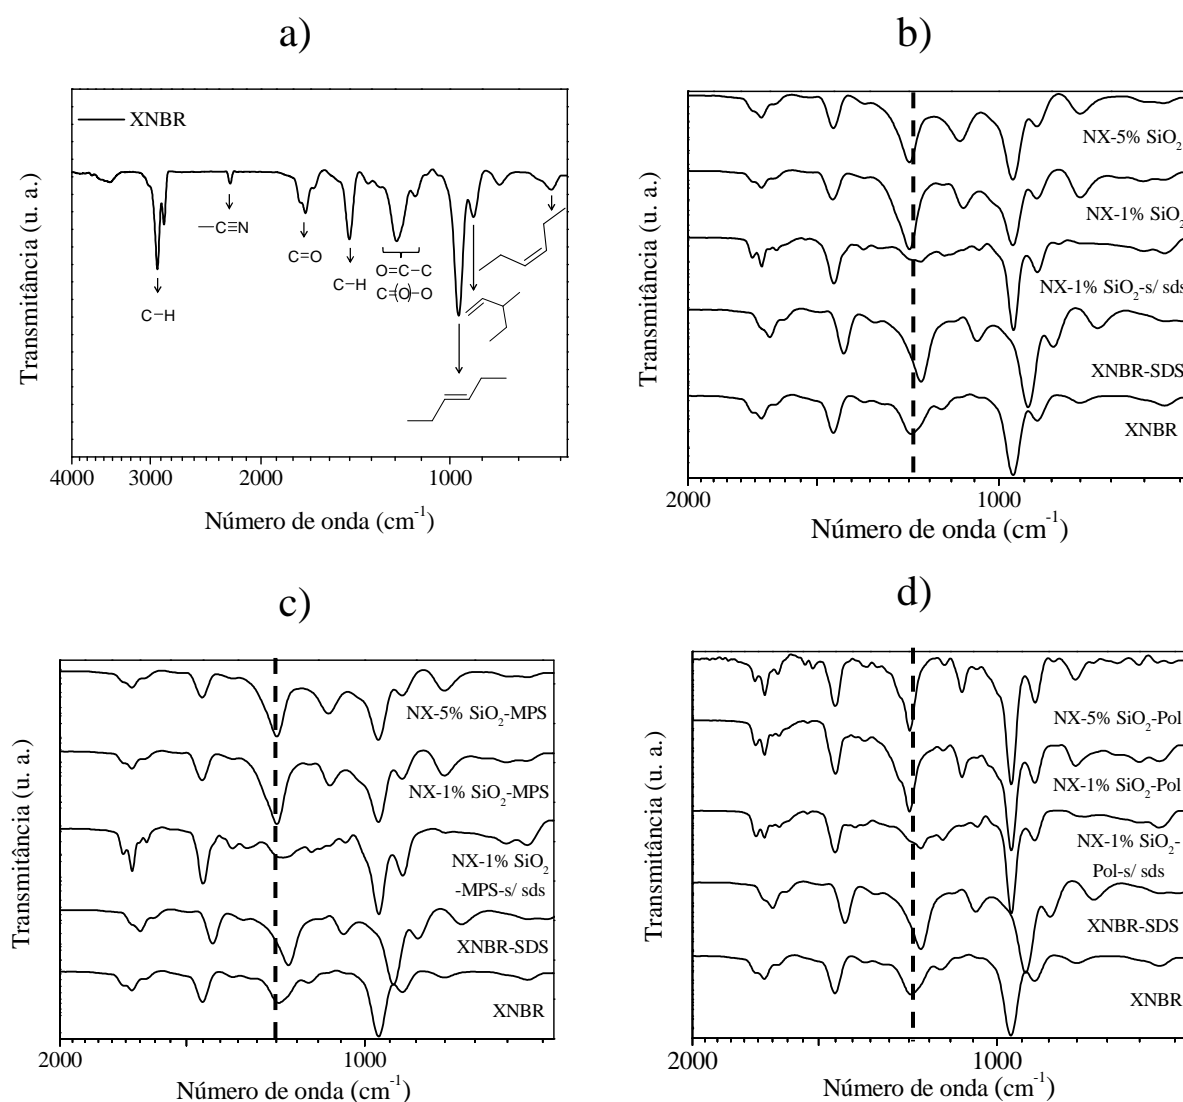 a)
XNBR
—C≡N
C=O
C–H
C–H
O=C–C
C=(O)–O
Transmitância (u. a.)
4000
3000
2000
1000
Número de onda (cm-1)
b)
NX-5% SiO2
NX-1% SiO2
NX-1% SiO2-s/ sds
XNBR-SDS
XNBR
Transmitância (u. a.)
2000
1000
Número de onda (cm-1)
c)
NX-5% SiO2-MPS
NX-1% SiO2-MPS
NX-1% SiO2
-MPS-s/ sds
XNBR-SDS
XNBR
Transmitância (u. a.)
2000
1000
Número de onda (cm-1)
d)
NX-5% SiO2-Pol
NX-1% SiO2-Pol
NX-1% SiO2-
Pol-s/ sds
XNBR-SDS
XNBR
Transmitância (u. a.)
2000
1000
Número de onda (cm-1)